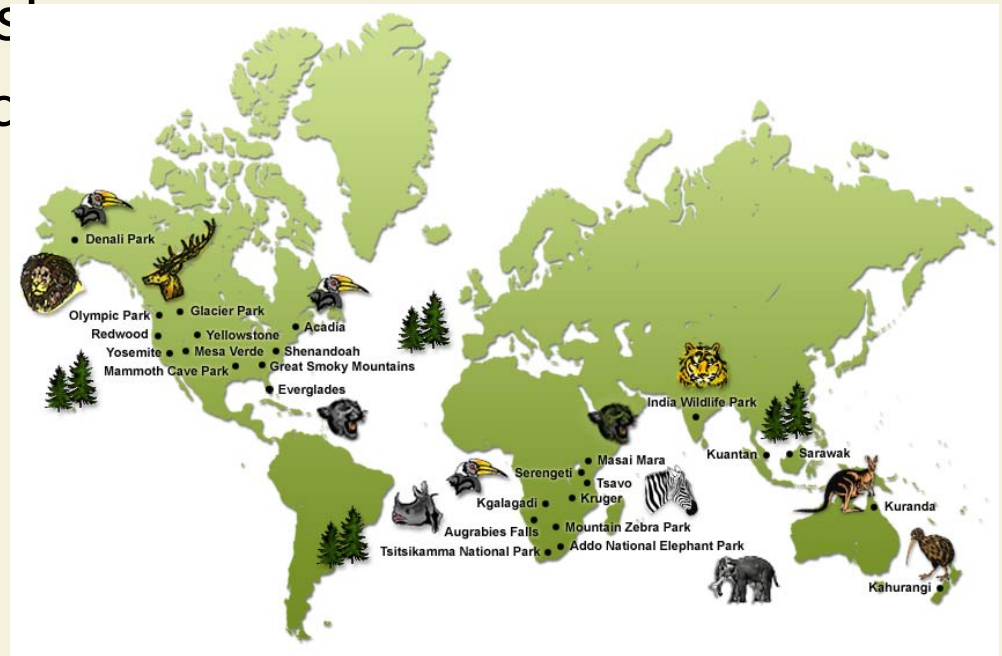 Denali Park
Olympic Park
Glacier Park
Redwood
Yellowstone
Acadia
Yosemite
Mesa Verde
Shenandoah
Mammoth Cave Park
Great Smoky Mountains
Everglades
India Wildlife Park
Kuantan
Sarawak
Masai Mara
Serengeti
Tsavo
Kgalagadi
Kruger
Augrabies Falls
Mountain Zebra Park
Tsitsikamma National Park
Addo National Elephant Park
Kuranda
Kahurangi